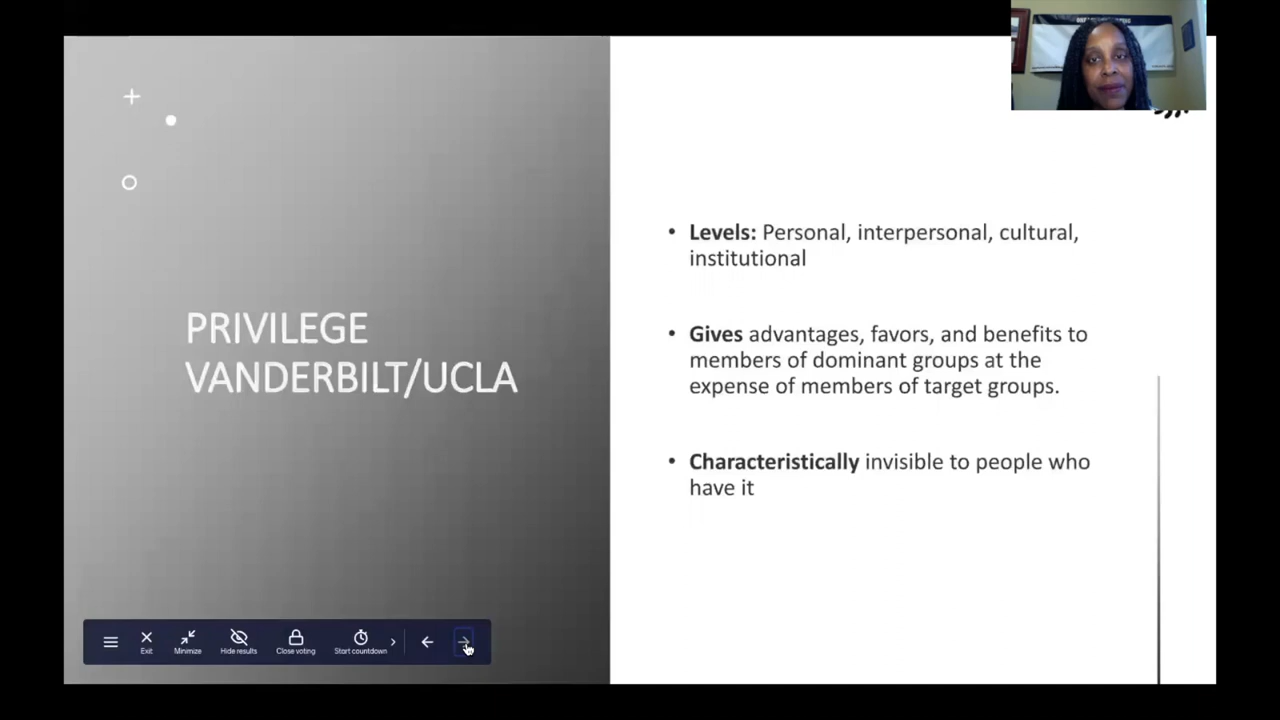 PRIVILEGE
VANDERBILT/UCLA
• Levels: Personal, interpersonal, cultural,
institutional
• Gives advantages, favors, and benefits to
members of dominant groups at the
expense of members of target groups.
• Characteristically invisible to people who
have it
Exit
Minimize
Hide results
Close voting
Start countdown